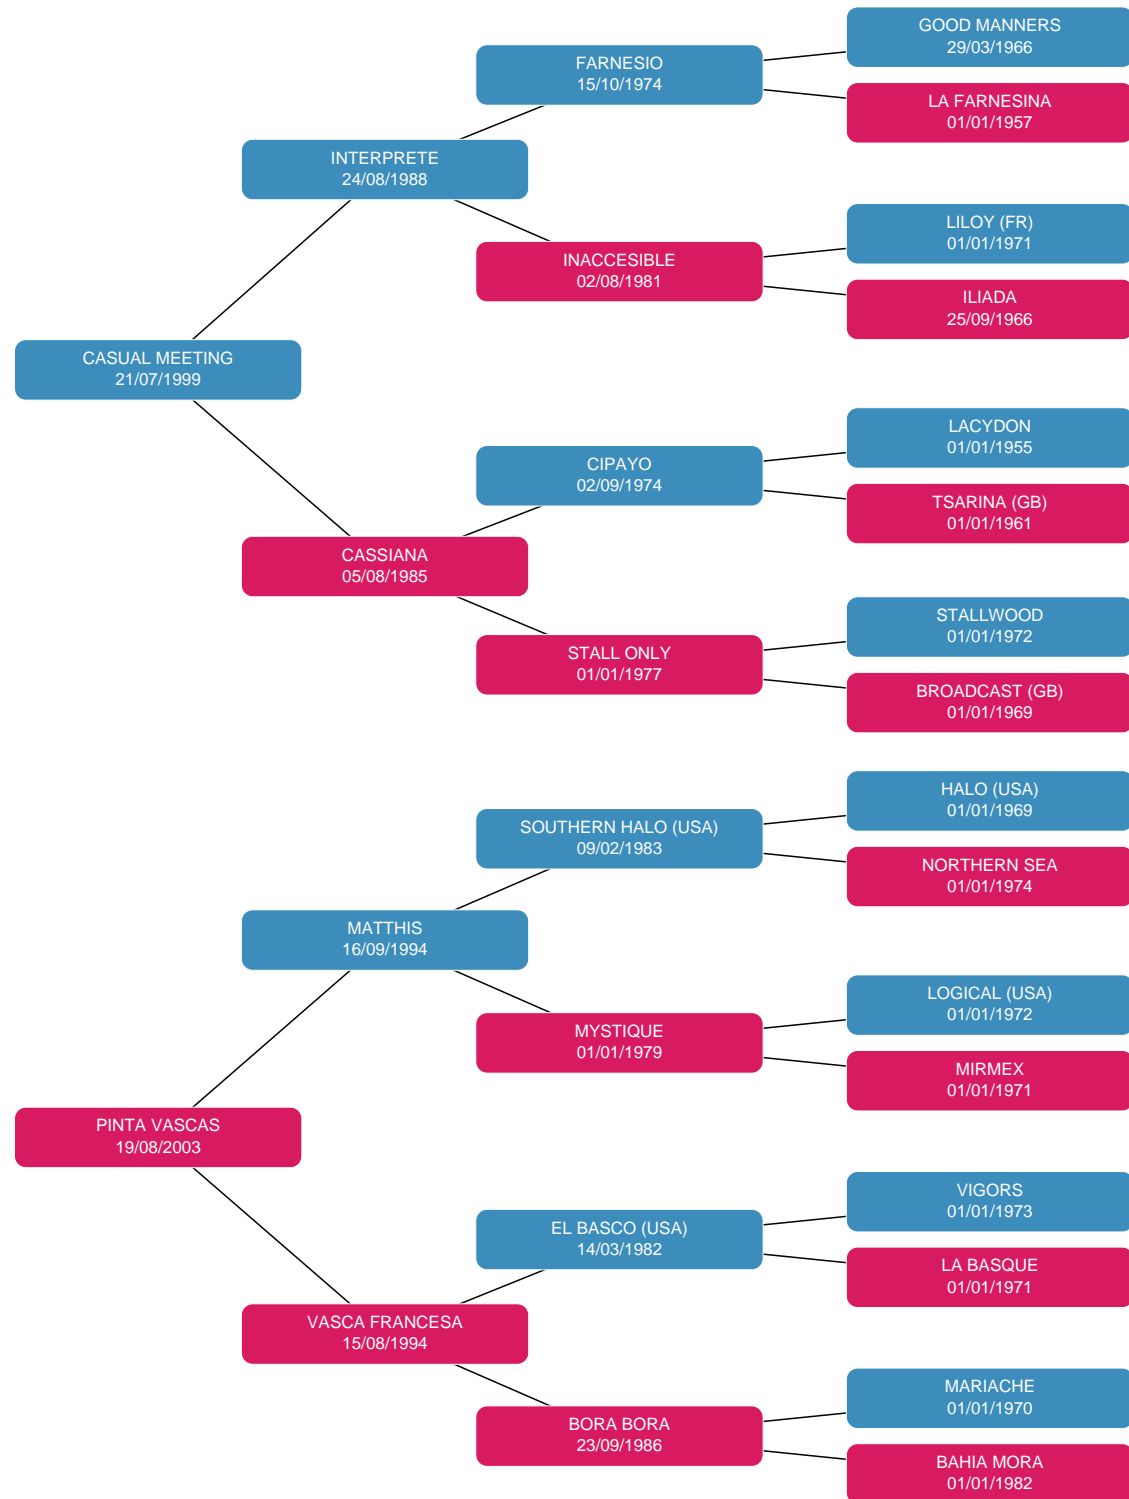 GOOD MANNERS
29/03/1966
FARNESIO
15/10/1974
LA FARNESINA
01/01/1957
INTERPRETE
24/08/1988
LILOY (FR)
01/01/1971
INACCESIBLE
02/08/1981
ILIADA
25/09/1966
CASUAL MEETING
21/07/1999
LACYDON
01/01/1955
CIPAYO
02/09/1974
TSARINA (GB)
01/01/1961
CASSIANA
05/08/1985
STALLWOOD
01/01/1972
STALL ONLY
01/01/1977
BROADCAST (GB)
01/01/1969
HALO (USA)
01/01/1969
SOUTHERN HALO (USA)
09/02/1983
NORTHERN SEA
01/01/1974
MATTHIS
16/09/1994
LOGICAL (USA)
01/01/1972
MYSTIQUE
01/01/1979
MIRMEX
01/01/1971
PINTA VASCAS
19/08/2003
VIGORS
01/01/1973
EL BASCO (USA)
14/03/1982
LA BASQUE
01/01/1971
VASCA FRANCESA
15/08/1994
MARIACHE
01/01/1970
BORA BORA
23/09/1986
BAHIA MORA
01/01/1982